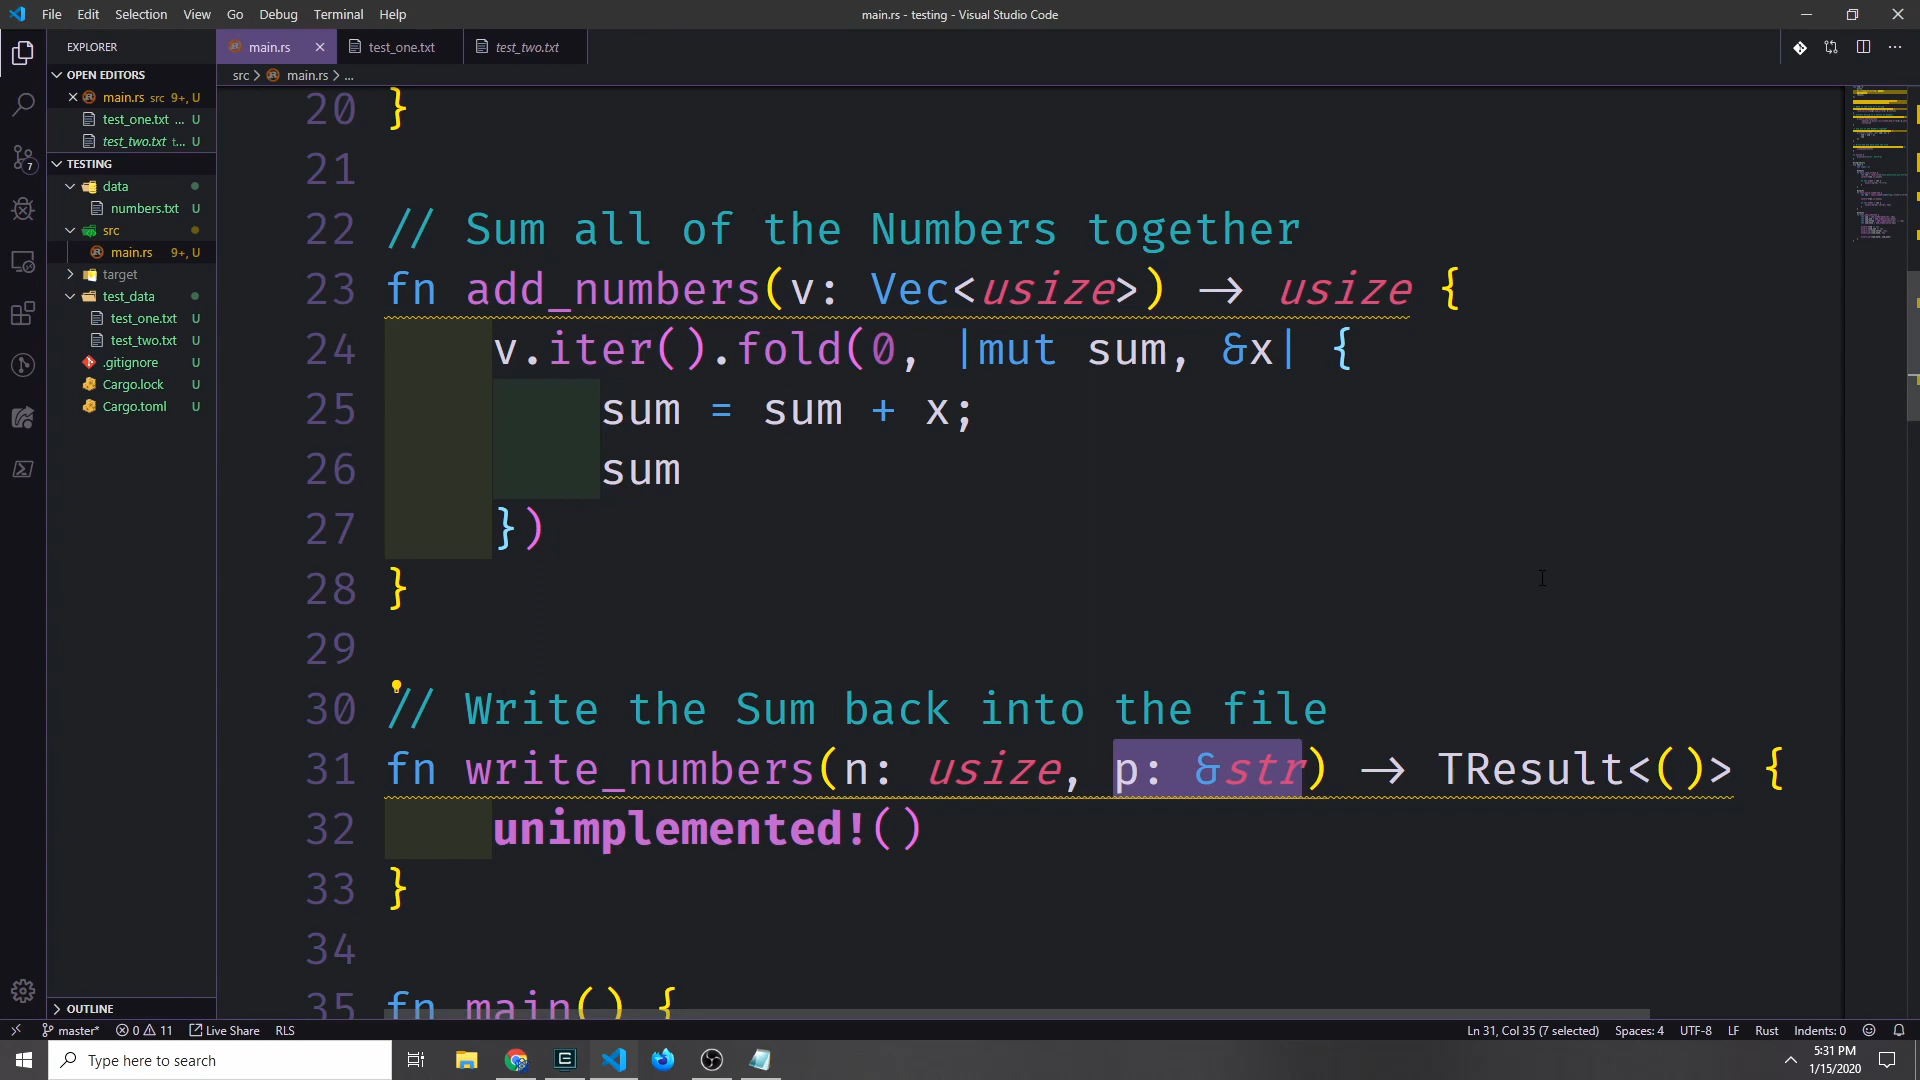 File Edit Selection View Go Debug Terminal Help
main.rs - testing - Visual Studio Code
EXPLORER
main.rs
test_one.txt
test_two.txt
OPEN EDITORS
src > main.rs > ...
main.rs src 9+, U
test_one.txt ... U
test_two.txt t... U
TESTING
data
numbers.txt U
src
main.rs 9+, U
target
test_data
test_one.txt U
test_two.txt U
.gitignore U
Cargo.lock U
Cargo.toml U
OUTLINE
7
20 }
21
22 // Sum all of the Numbers together
23 fn add_numbers(v: Vec<usize>) -> usize {
24 v.iter().fold(0, |mut sum, &x| {
25 sum = sum + x;
26 sum
27 })
28 }
29
30 // Write the Sum back into the file
31 fn write_numbers(n: usize, p: &str) -> TResult<()> {
32 unimplemented!()
33 }
34
35 fn main() {
master* 0 11 Live Share RLS
Ln 31, Col 35 (7 selected) Spaces: 4 UTF-8 LF Rust Indents: 0
Type here to search
5:31 PM
1/15/2020